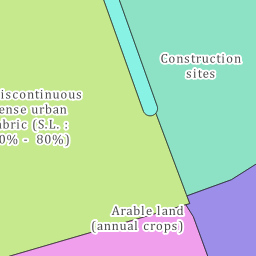 Construction
sites
iscontinuous
ense urban
abric (S.L. :
0% - 80%)
Arable land
(annual crops)